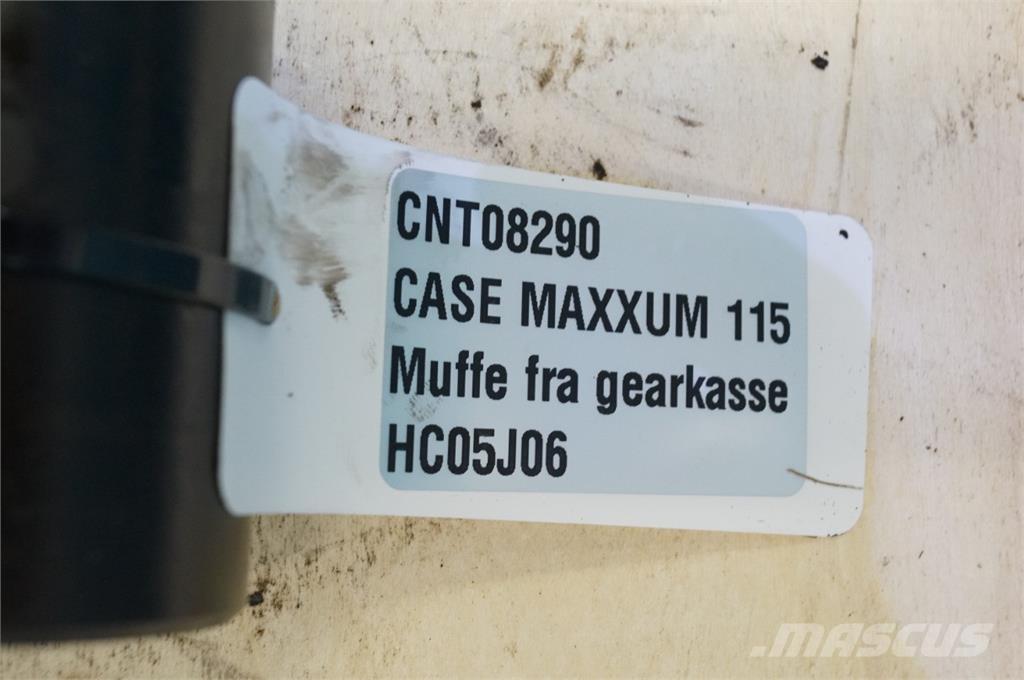 CNT08290
CASE MAXXUM 115
Muffe fra gearkasse
HC05J06
MASCUS